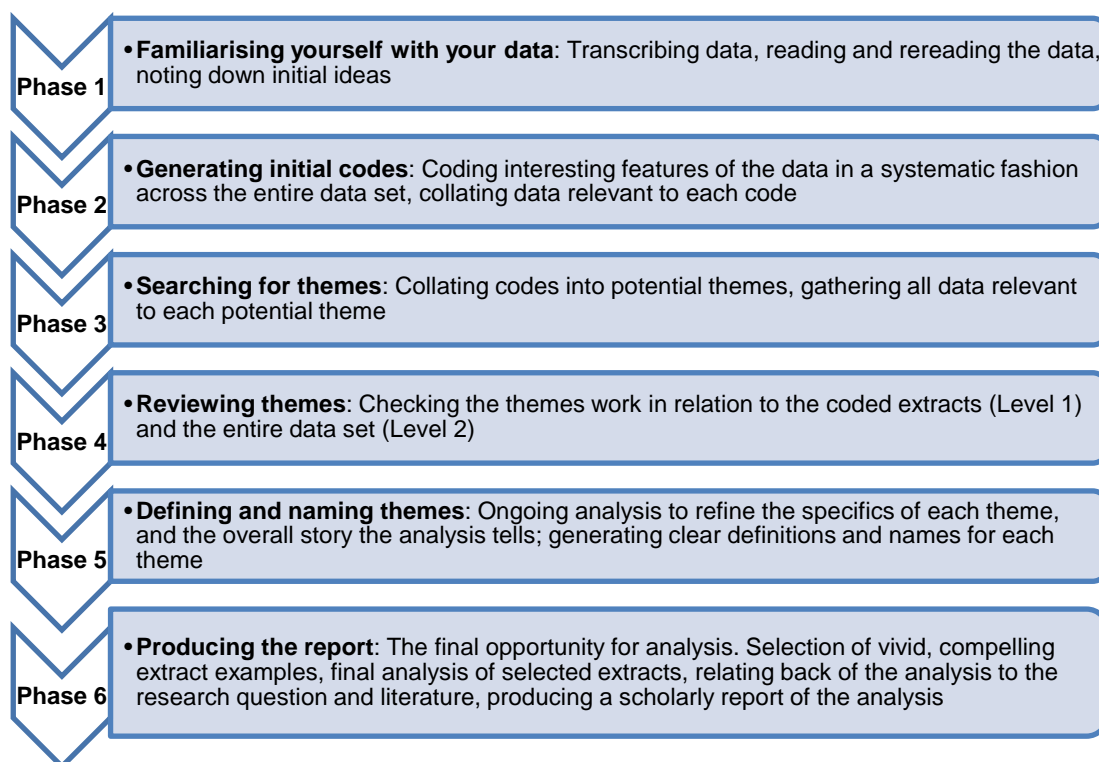 Phase 1
•Familiarising yourself with your data: Transcribing data, reading and rereading the data,
noting down initial ideas
Phase 2
•Generating initial codes: Coding interesting features of the data in a systematic fashion
across the entire data set, collating data relevant to each code
Phase 3
•Searching for themes: Collating codes into potential themes, gathering all data relevant
to each potential theme
Phase 4
•Reviewing themes: Checking the themes work in relation to the coded extracts (Level 1)
and the entire data set (Level 2)
Phase 5
•Defining and naming themes: Ongoing analysis to refine the specifics of each theme,
and the overall story the analysis tells; generating clear definitions and names for each
theme
Phase 6
•Producing the report: The final opportunity for analysis. Selection of vivid, compelling
extract examples, final analysis of selected extracts, relating back of the analysis to the
research question and literature, producing a scholarly report of the analysis